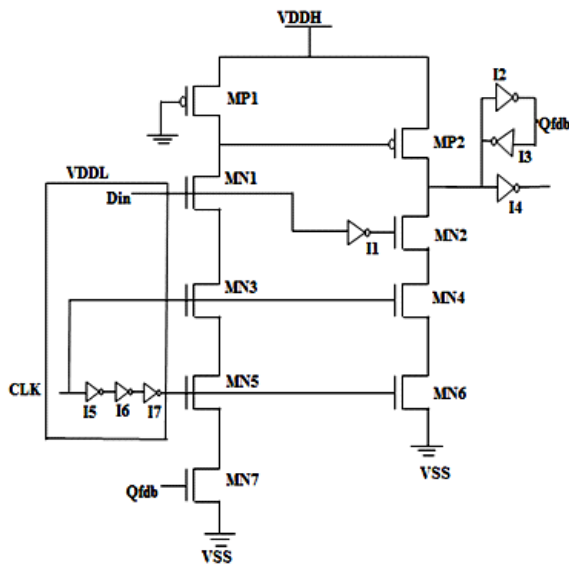 VDDH
I2
MP1
Qfdb
MP2
I3
VDDL
MN1
I4
Din
I1
MN2
MN3
MN4
CLK
I5
I6
I7
MN5
MN6
VSS
Qfdb
MN7
VSS